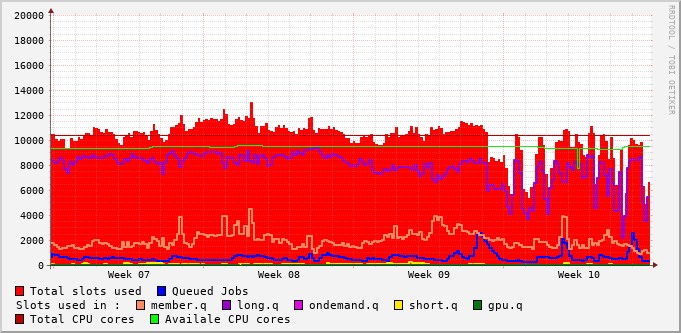 20000
18000
16000
14000
12000
10000
8000
6000
4000
2000
0
Week 07 Week 08 Week 09 Week 10
RRDTOOL / TOBI OETIKER
Total slots used Queued Jobs
Slots used in : member.q long.q ondemand.q short.q gpu.q
Total CPU cores Availale CPU cores